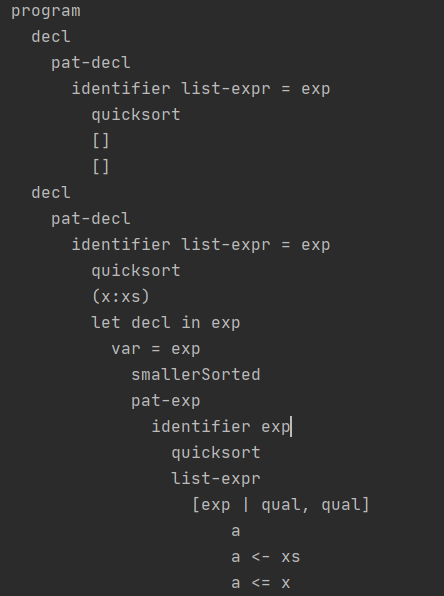 program
decl
pat-decl
identifier list-expr = exp
quicksort
[]
[]
decl
pat-decl
identifier list-expr = exp
quicksort
(x:xs)
let decl in exp
var = exp
smallerSorted
pat-exp
identifier exp
quicksort
list-expr
[exp | qual, qual]
a
a <- xs
a <= x